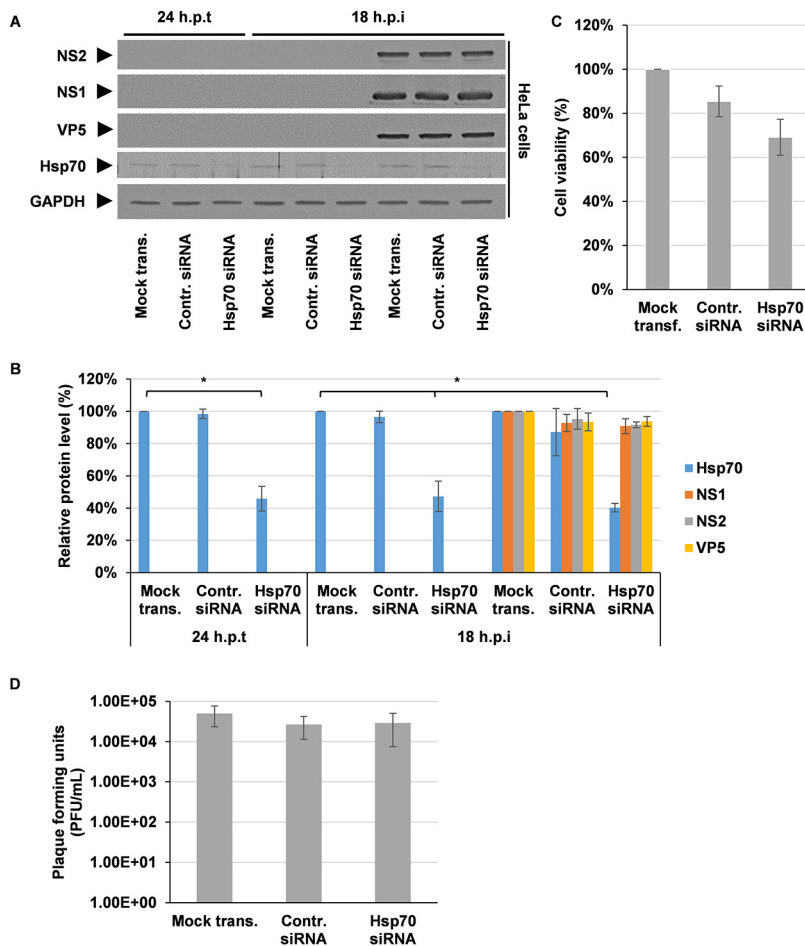 A
24 h.p.t
18 h.p.i
NS2
NS1
VP5
Hsp70
GAPDH
HeLa cells
Mock trans.
Contr. siRNA
Hsp70 siRNA
Mock trans.
Contr. siRNA
Hsp70 siRNA
Mock trans.
Contr. siRNA
Hsp70 siRNA
C
120%
100%
80%
60%
40%
20%
0%
Cell viability (%)
Mock
transf.
Contr.
siRNA
Hsp70
siRNA
B
120%
100%
80%
60%
40%
20%
0%
Relative protein level (%)
*
*
Mock
trans.
Contr.
siRNA
Hsp70
siRNA
Mock
trans.
Contr.
siRNA
Hsp70
siRNA
Mock
trans.
Contr.
siRNA
Hsp70
siRNA
24 h.p.t
18 h.p.i
Hsp70
NS1
NS2
VP5
D
1.00E+05
1.00E+04
1.00E+03
1.00E+02
1.00E+01
1.00E+00
Plaque forming units
(PFU/mL)
Mock trans.
Contr.
siRNA
Hsp70
siRNA